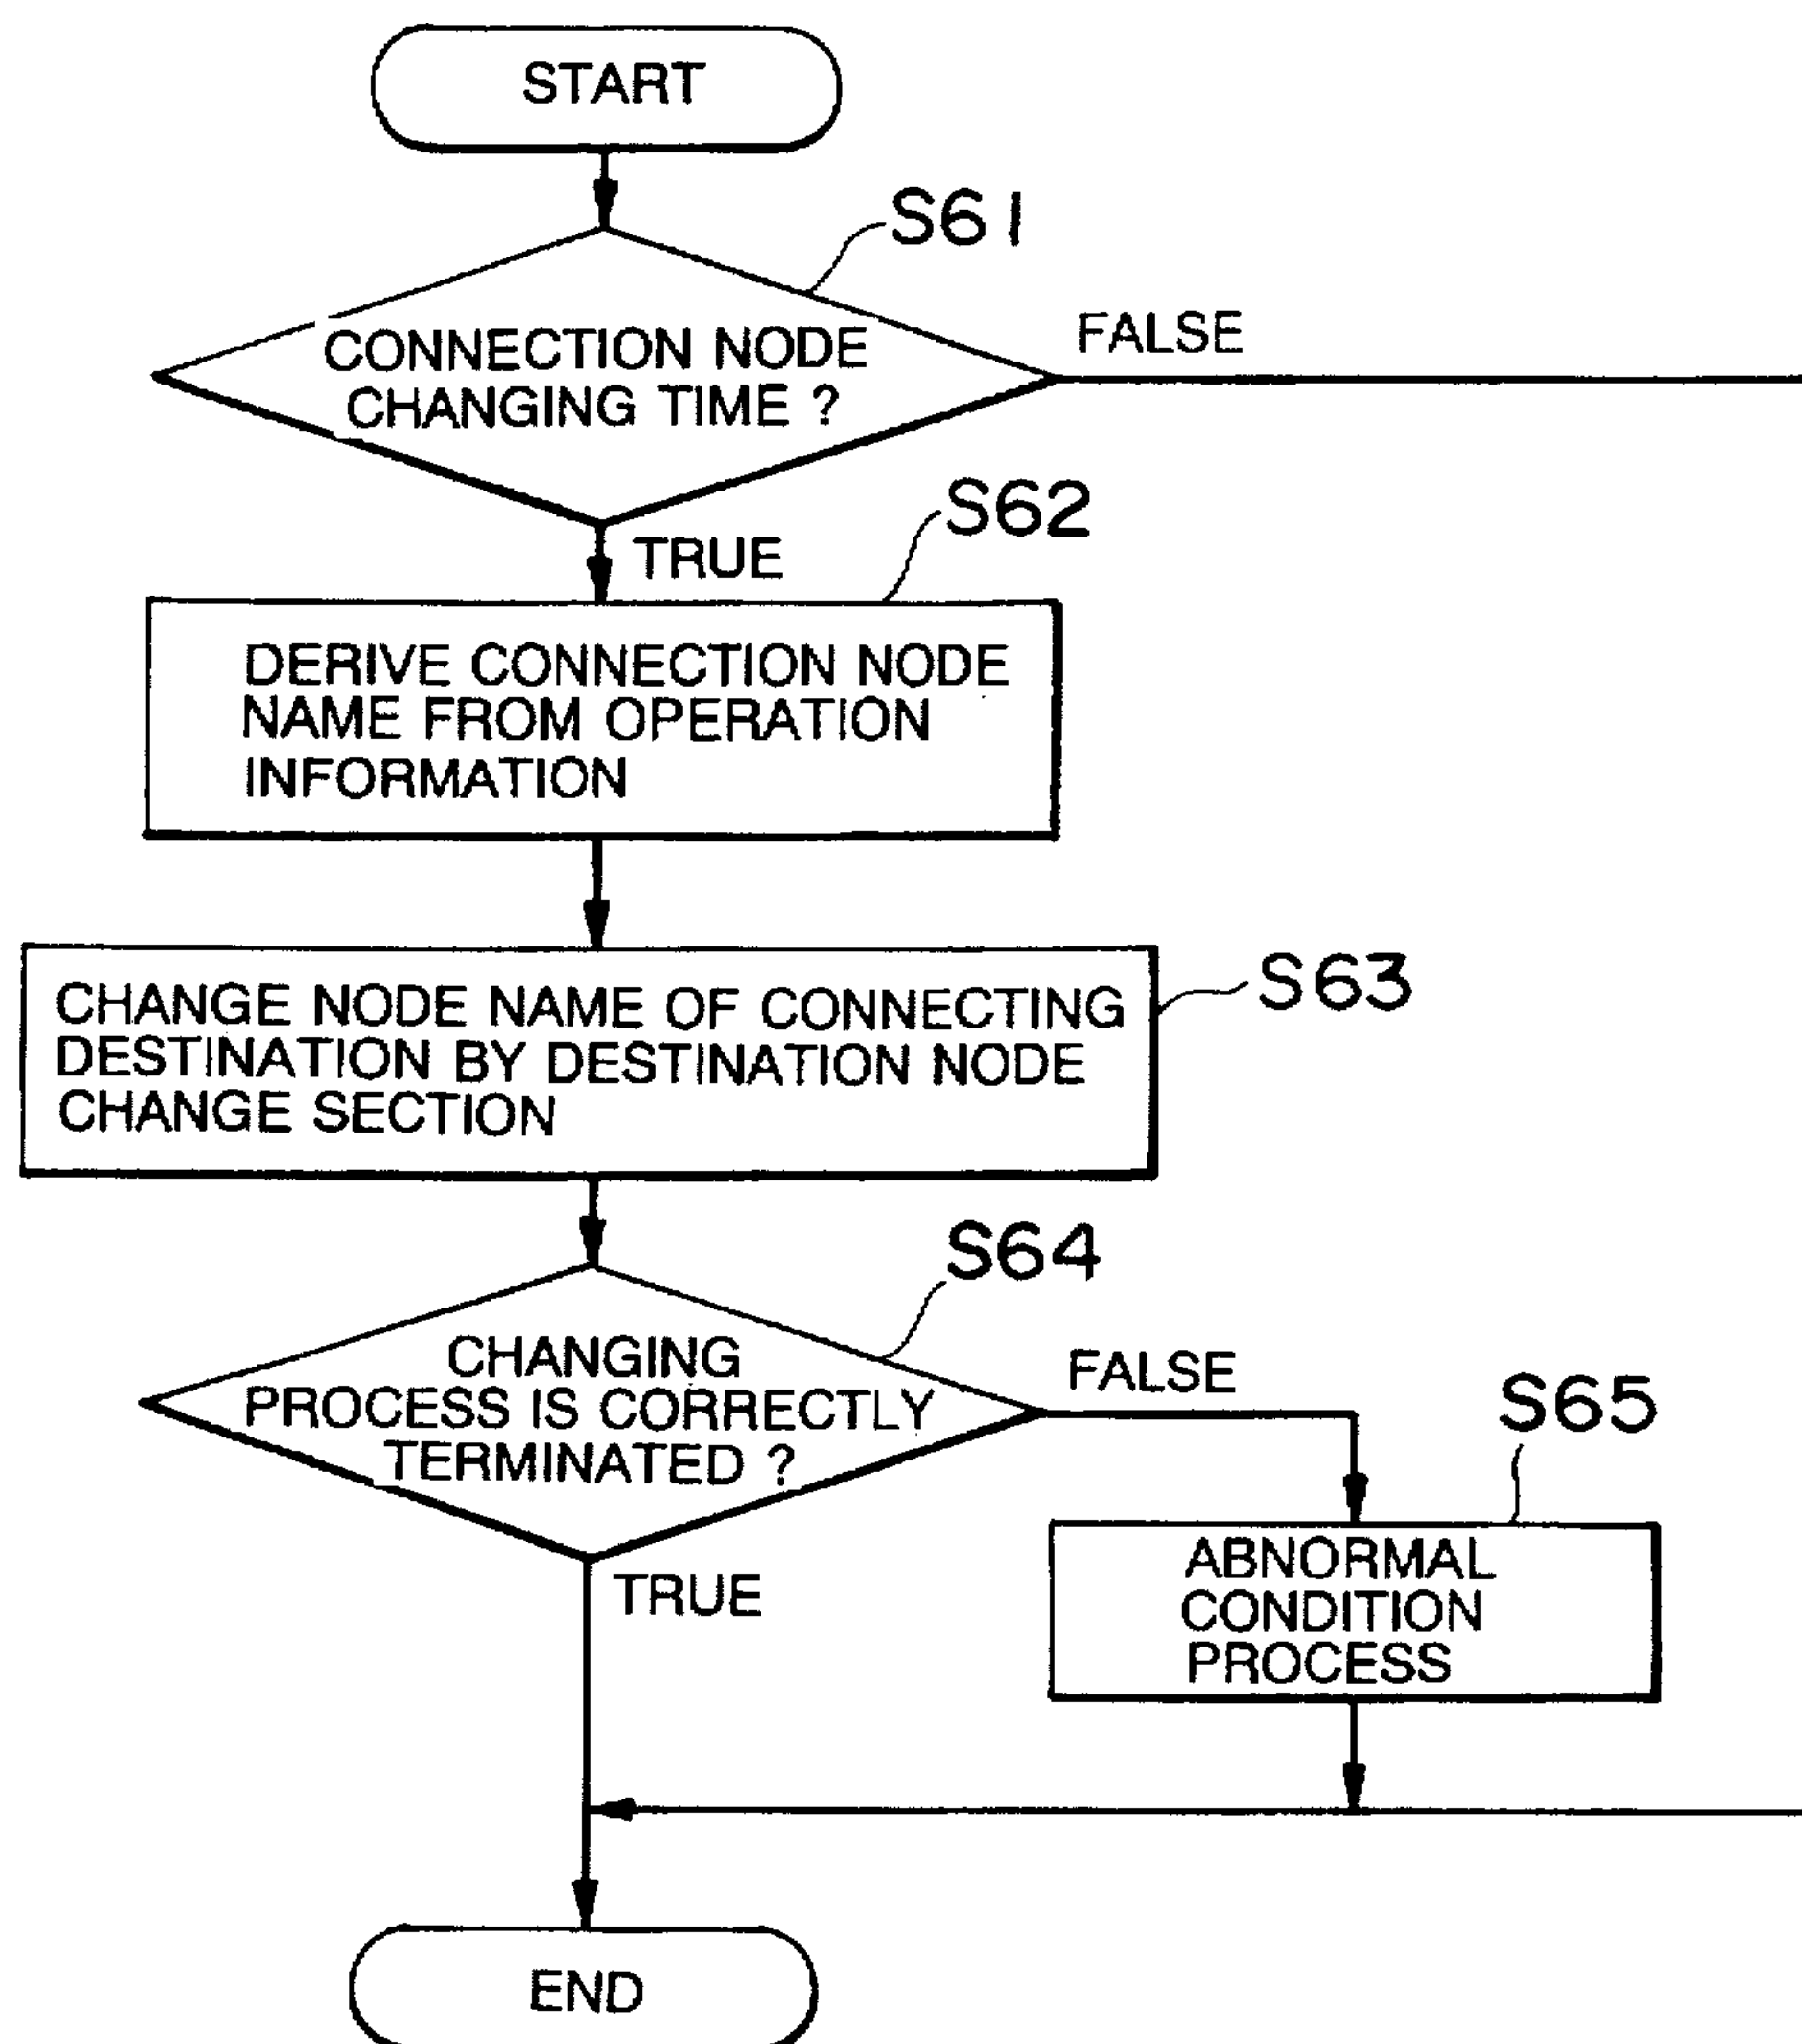 START
S61
CONNECTION NODE
CHANGING TIME ?
FALSE
TRUE
S62
DERIVE CONNECTION NODE
NAME FROM OPERATION
INFORMATION
S63
CHANGE NODE NAME OF CONNECTING
DESTINATION BY DESTINATION NODE
CHANGE SECTION
S64
CHANGING
PROCESS IS CORRECTLY
TERMINATED ?
FALSE
TRUE
S65
ABNORMAL
CONDITION
PROCESS
END